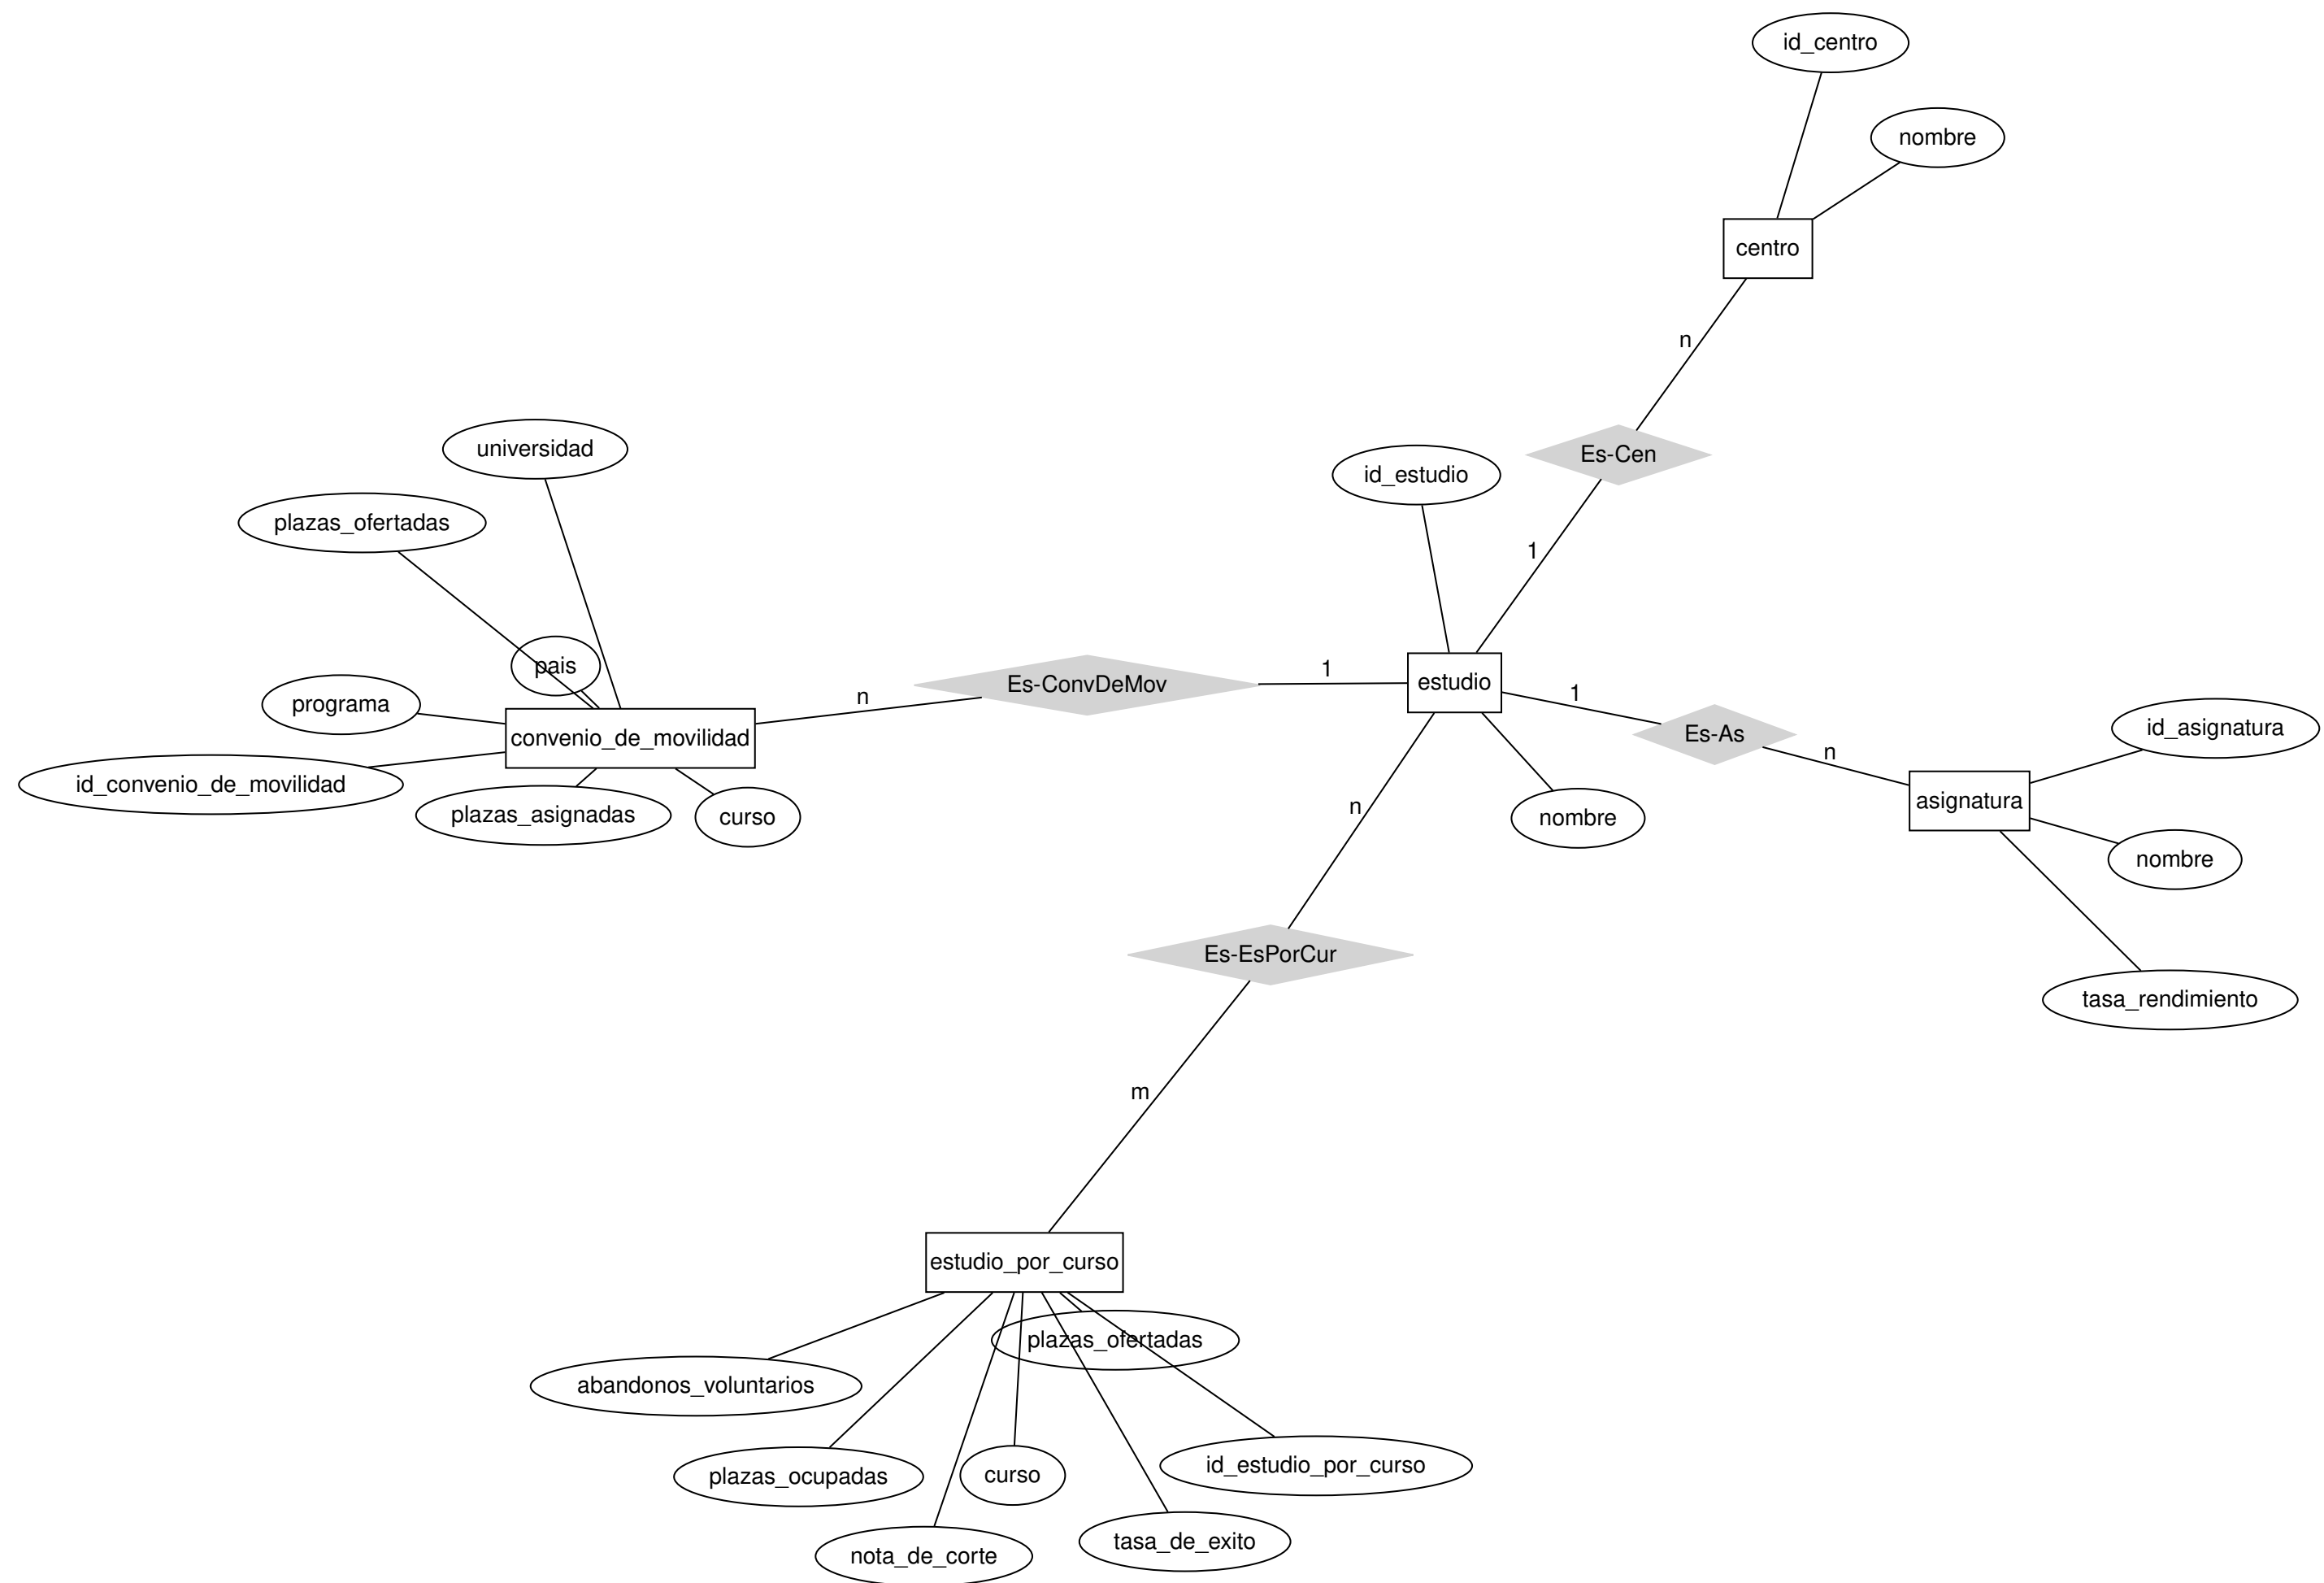 id_centro
nombre
centro
n
Es-Cen
universidad
id_estudio
plazas_ofertadas
1
pais
programa
convenio_de_movilidad
n
Es-ConvDeMov
1
estudio
1
Es-As
n
id_asignatura
id_convenio_de_movilidad
plazas_asignadas
curso
n
nombre
asignatura
nombre
Es-EsPorCur
tasa_rendimiento
m
estudio_por_curso
plazas_ofertadas
abandonos_voluntarios
plazas_ocupadas
curso
id_estudio_por_curso
nota_de_corte
tasa_de_exito